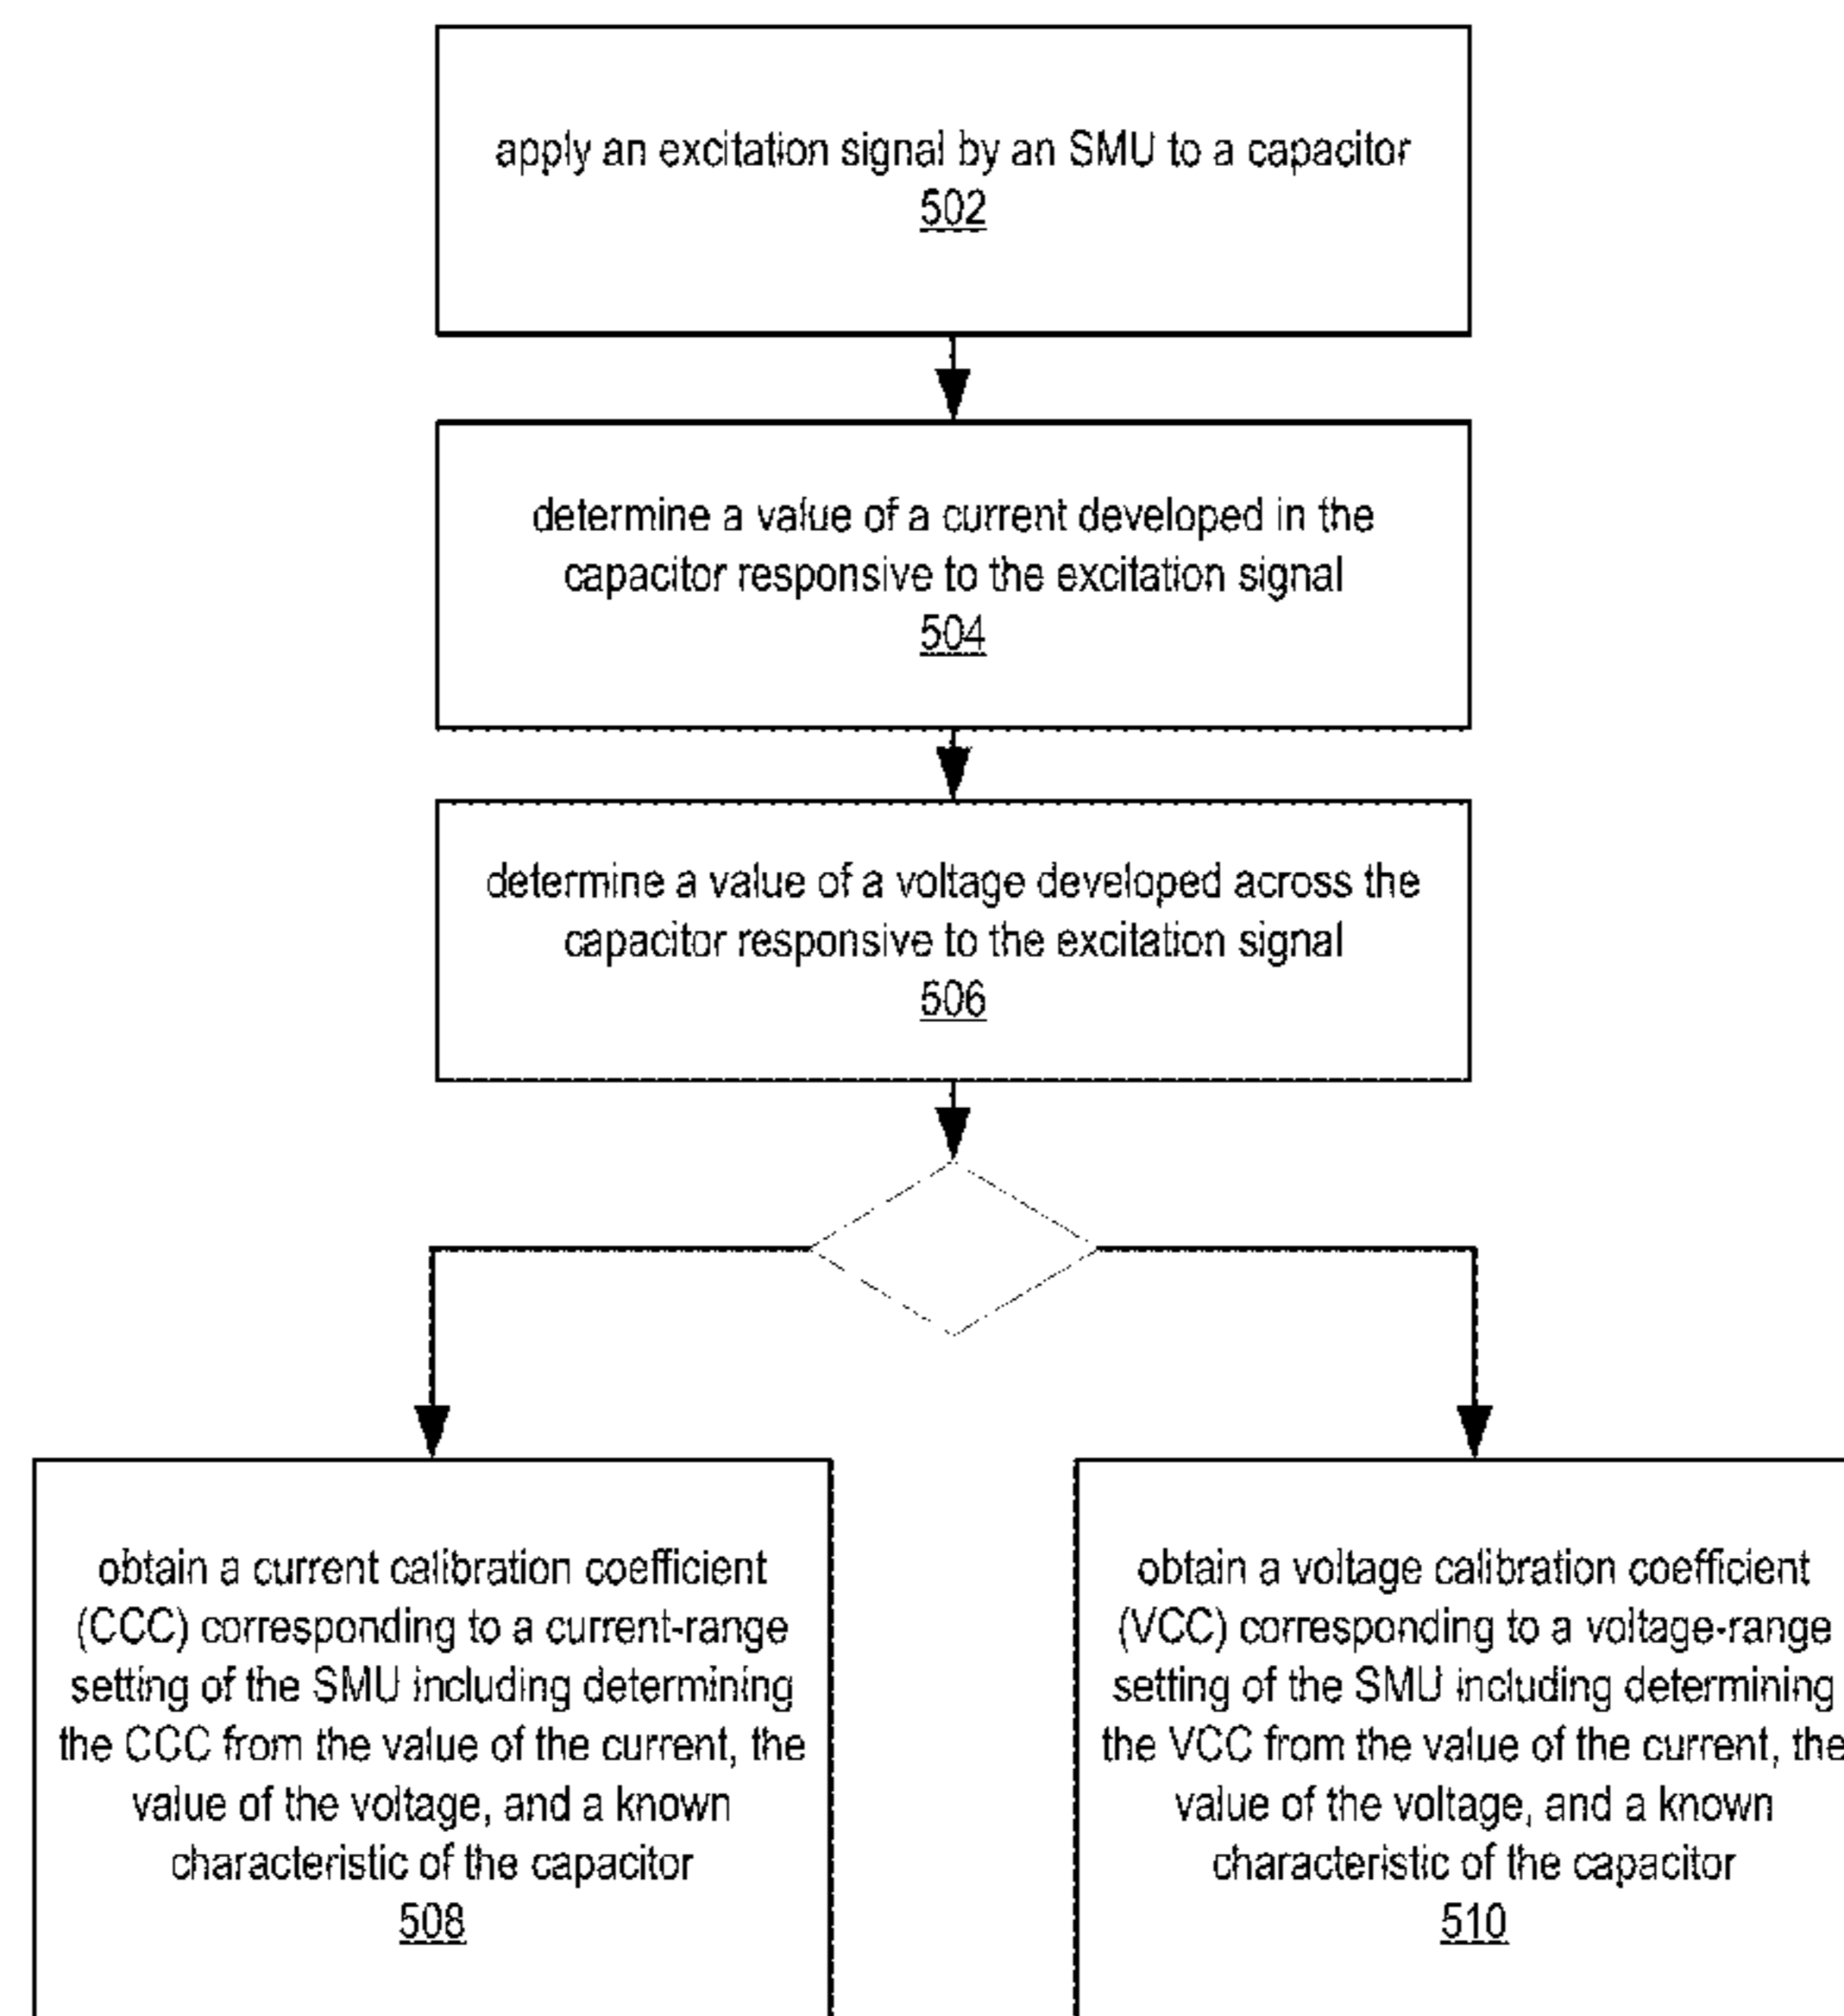 apply an excitation signal by an SMU to a capacitor
502
determine a value of a current developed in the
capacitor responsive to the excitation signal
504
determine a value of a voltage developed across the
capacitor responsive to the excitation signal
506
obtain a current calibration coefficient
(CCC) corresponding to a current-range
setting of the SMU including determining
the CCC from the value of the current, the
value of the voltage, and a known
characteristic of the capacitor
508
obtain a voltage calibration coefficient
(VCC) corresponding to a voltage-range
setting of the SMU including determining
the VCC from the value of the current, the
value of the voltage, and a known
characteristic of the capacitor
510